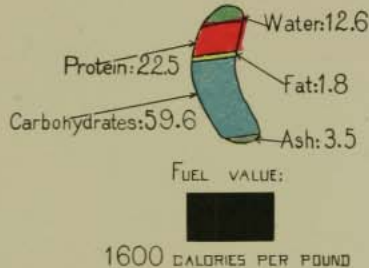 Water:12.6
Protein:22.5
Fat:1.8
Carbohydrates:59.6
Ash:3.5
FUEL VALUE:
1600 CALORIES PER POUND